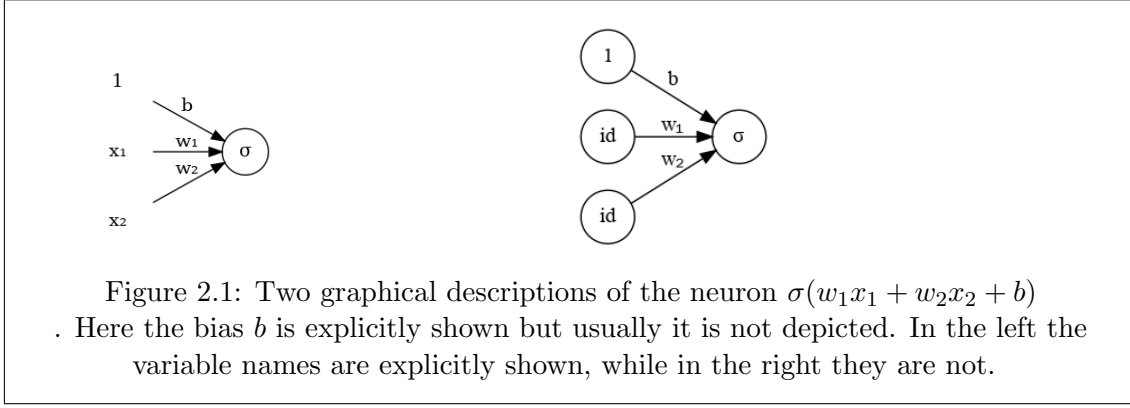 1
b
x₁
w₁
w₂
σ
x₂
1
b
id
w₁
σ
w₂
id
Figure 2.1: Two graphical descriptions of the neuron σ(w₁x₁ + w₂x₂ + b)
. Here the bias b is explicitly shown but usually it is not depicted. In the left the
variable names are explicitly shown, while in the right they are not.